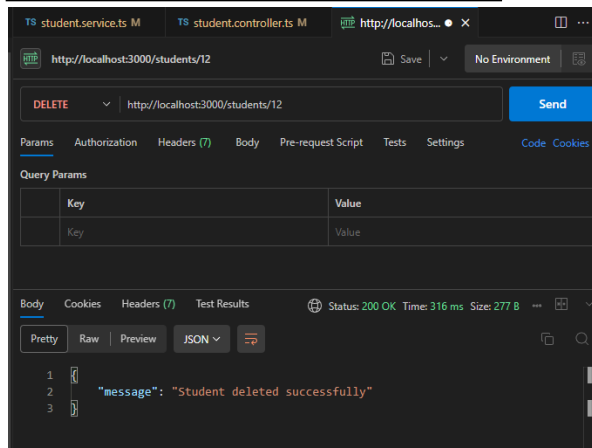 TS student.service.ts M TS student.controller.ts M HTTP http://localhos... ● ×
HTTP http://localhost:3000/students/12 Save No Environment
DELETE http://localhost:3000/students/12 Send
Params Authorization Headers (7) Body Pre-request Script Tests Settings Code Cookies
Query Params
Key Value
Key Value
Body Cookies Headers (7) Test Results Status: 200 OK Time: 316 ms Size: 277 B
Pretty Raw Preview JSON
1 {
2 "message": "Student deleted successfully"
3 }